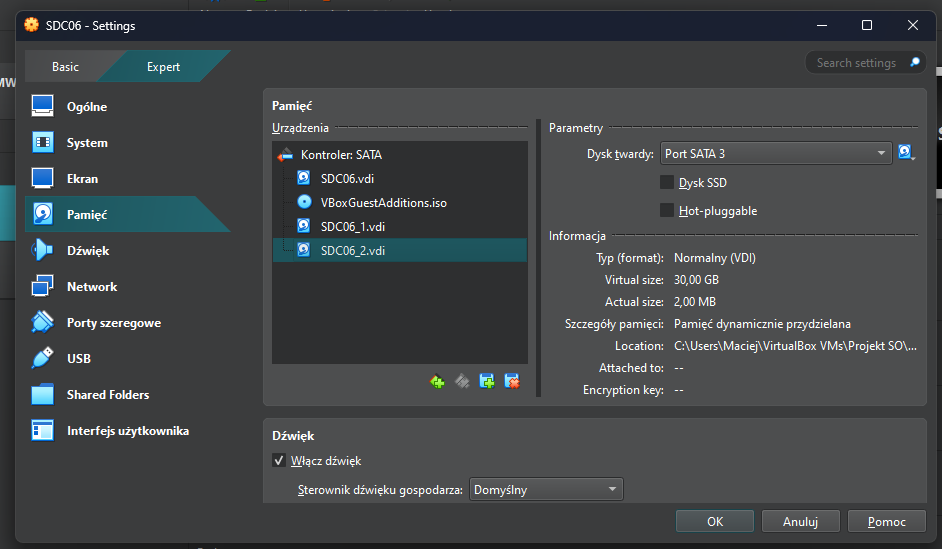 SDC06 - Settings
Basic
Expert
Search settings
Ogólne
System
Ekran
Pamięć
Dźwięk
Network
Porty szeregowe
USB
Shared Folders
Interfejs użytkownika
Pamięć
Urządzenia
Kontroler: SATA
SDC06.vdi
VBoxGuestAdditions.iso
SDC06_1.vdi
SDC06_2.vdi
Parametry
Dysk twardy: Port SATA 3
Dysk SSD
Hot-pluggable
Informacja
Typ (format): Normalny (VDI)
Virtual size: 30,00 GB
Actual size: 2,00 MB
Szczegóły pamięci: Pamięć dynamicznie przydzielana
Location: C:\Users\Maciej\VirtualBox VMs\Projekt SO\...
Attached to: --
Encryption key: --
Dźwięk
Włącz dźwięk
Sterownik dźwięku gospodarza: Domyślny
OK
Anuluj
Pomoc